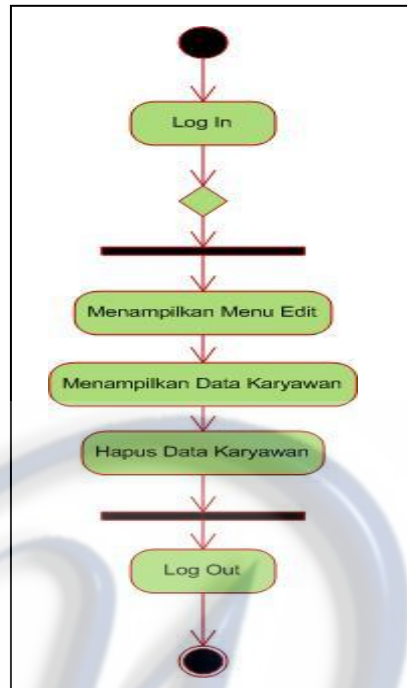 Log In
Menampilkan Menu Edit
Menampilkan Data Karyawan
Hapus Data Karyawan
Log Out